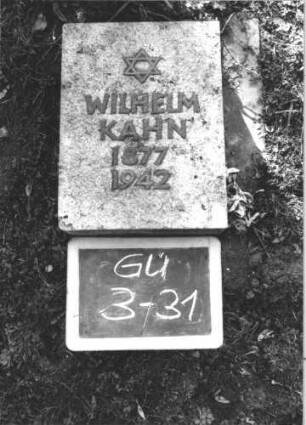 WILHELM
KAHN
1877
1942
GÜ
3-31